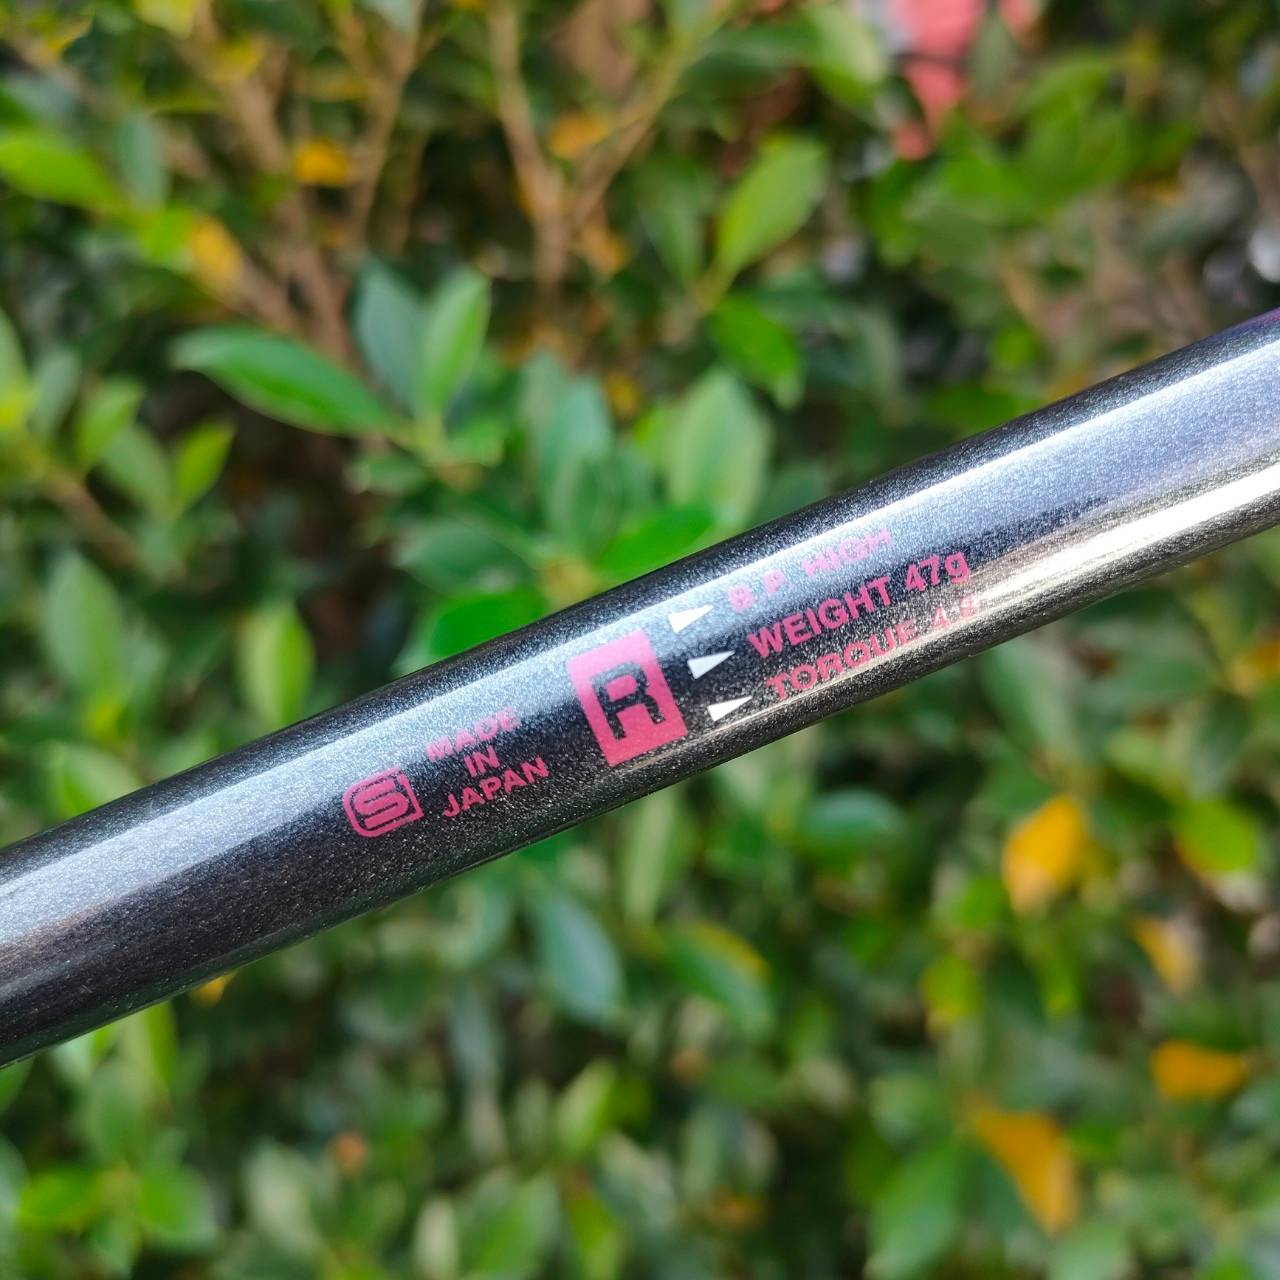 S
MADE
IN
JAPAN
R
B.P. HIGH
WEIGHT 47g
TORQUE